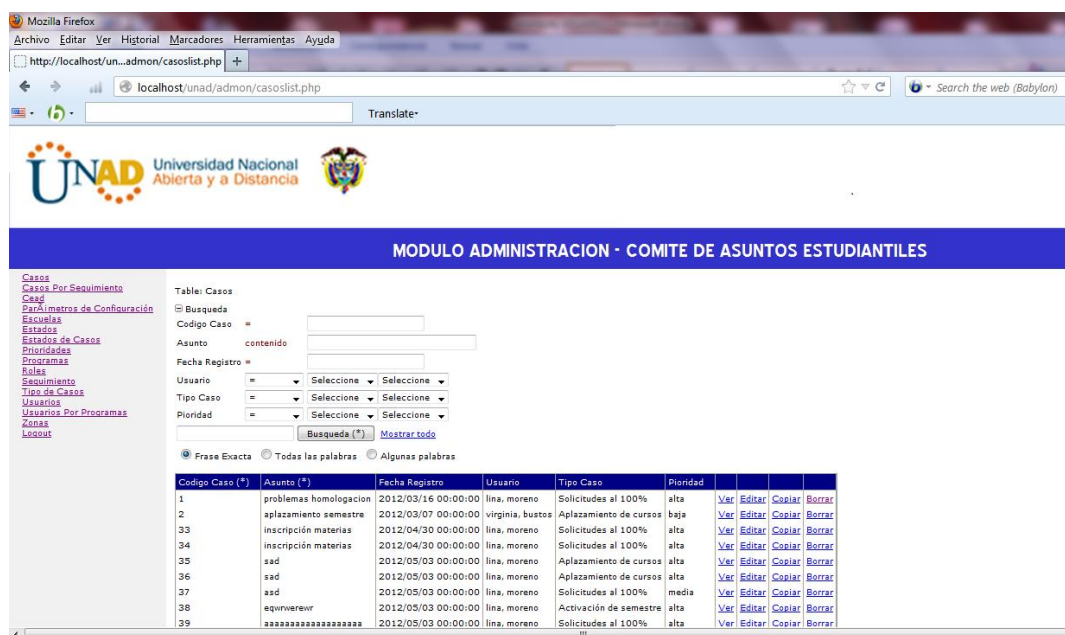 Mozilla Firefox
Archivo Editar Ver Historial Marcadores Herramientas Ayuda
http://localhost/un...admon/casoslist.php +
localhost/unad/admon/casoslist.php
Search the web (Babylon)
Translate
UNAD Universidad Nacional
Abierta y a Distancia
MODULO ADMINISTRACION - COMITE DE ASUNTOS ESTUDIANTILES
Casos
Casos Por Seguimiento
Cead
ParÃ¡metros de Configuración
Escuelas
Estados
Estados de Casos
Prioridades
Programas
Roles
Seguimiento
Tipo de Casos
Usuarios
Usuarios Por Programas
Zonas
Logout
Table: Casos
Busqueda
Codigo Caso =
Asunto contenido
Fecha Registro =
Usuario = Seleccione Seleccione
Tipo Caso = Seleccione Seleccione
Pioridad = Seleccione Seleccione
Busqueda (*) Mostrar todo
Frase Exacta Todas las palabras Algunas palabras
Codigo Caso (*) Asunto (*) Fecha Registro Usuario Tipo Caso Pioridad
1 problemas homologacion 2012/03/16 00:00:00 lina, moreno Solicitudes al 100% alta Ver Editar Copiar Borrar
2 aplazamiento semestre 2012/03/07 00:00:00 virginia, bustos Aplazamiento de cursos baja Ver Editar Copiar Borrar
33 inscripción materias 2012/04/30 00:00:00 lina, moreno Solicitudes al 100% alta Ver Editar Copiar Borrar
34 inscripción materias 2012/04/30 00:00:00 lina, moreno Solicitudes al 100% alta Ver Editar Copiar Borrar
35 sad 2012/05/03 00:00:00 lina, moreno Aplazamiento de cursos alta Ver Editar Copiar Borrar
36 sad 2012/05/03 00:00:00 lina, moreno Aplazamiento de cursos alta Ver Editar Copiar Borrar
37 asd 2012/05/03 00:00:00 lina, moreno Solicitudes al 100% media Ver Editar Copiar Borrar
38 eqwrwerewr 2012/05/03 00:00:00 lina, moreno Activación de semestre alta Ver Editar Copiar Borrar
39 aaaaaaaaaaaaaaaaaa 2012/05/03 00:00:00 lina, moreno Solicitudes al 100% alta Ver Editar Copiar Borrar